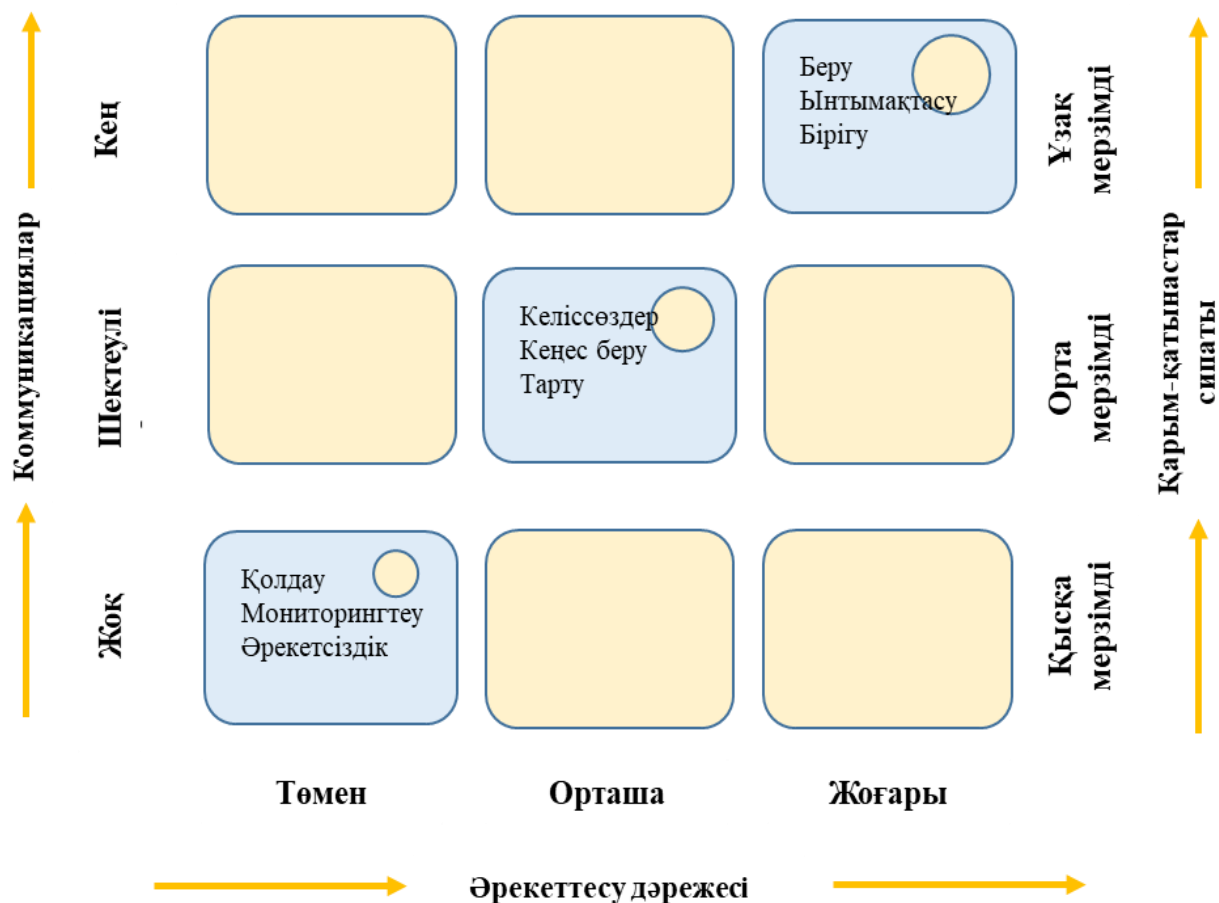 Коммуникациялар
Кең
Беру
Ынтымақтасу
Бірігу
Ұзақ
мерзімді
Қарым-қатынастар
сипаты
Шектеулі
Келіссөздер
Кеңес беру
Тарту
Орта
мерзімді
Жоқ
Қолдау
Мониторингтеу
Әрекетсіздік
Қысқа
мерзімді
Төмен
Орташа
Жоғары
Әрекеттесу дәрежесі